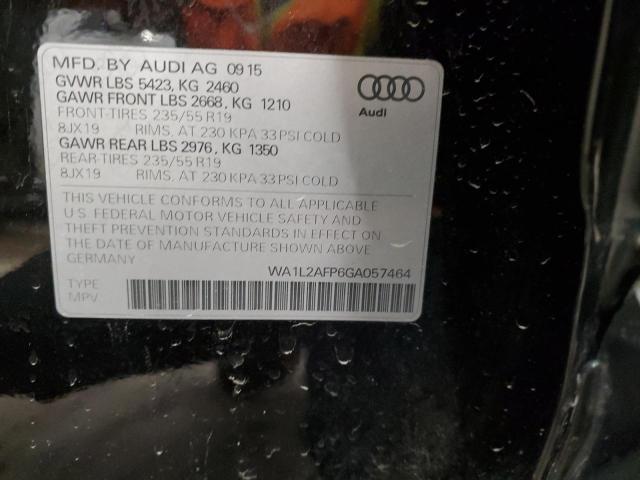 MFD. BY AUDI AG 09 15
GVWR LBS 5423, KG 2460
GAWR FRONT LBS 2668, KG 1210
FRONT-TIRES 235/55 R19
8JX19 RIMS, AT 230 KPA 33 PSI COLD
GAWR REAR LBS 2976, KG 1350
REAR-TIRES 235/55 R19
8JX19 RIMS, AT 230 KPA 33 PSI COLD
Audi
THIS VEHICLE CONFORMS TO ALL APPLICABLE
U.S. FEDERAL MOTOR VEHICLE SAFETY AND
THEFT PREVENTION STANDARDS IN EFFECT ON
THE DATE OF MANUFACTURE SHOWN ABOVE
GERMANY
WA1L2AFP6GA057464
TYPE
MPV